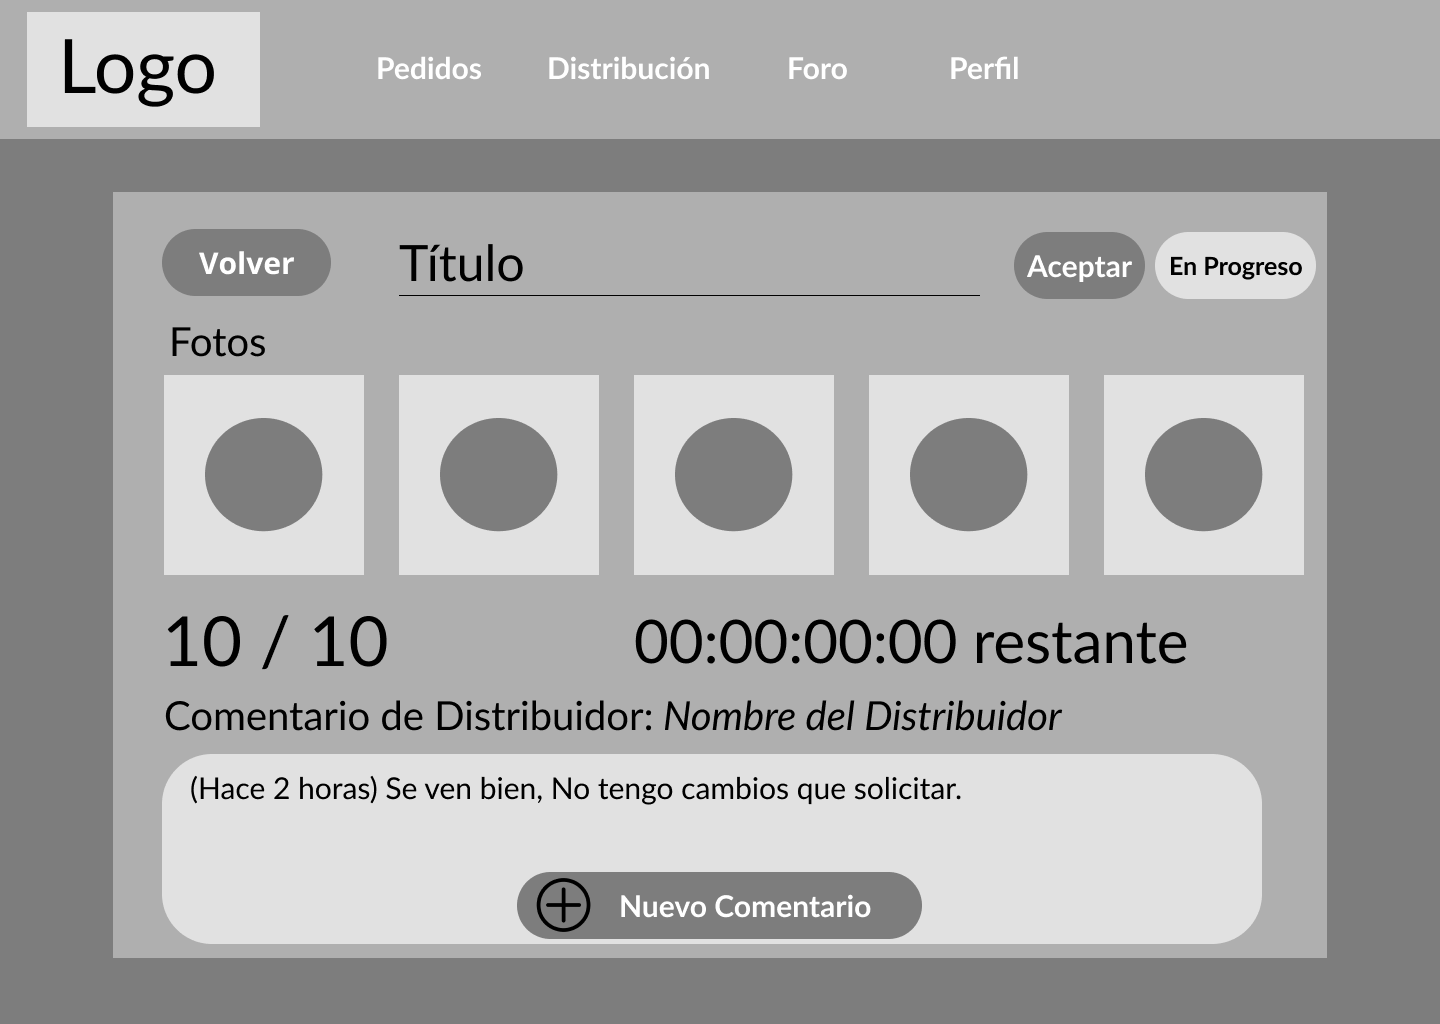 Logo
Pedidos
Distribución
Foro
Perfil
Volver
Título
Aceptar
En Progreso
Fotos
10 / 10
00:00:00:00 restante
Comentario de Distribuidor: Nombre del Distribuidor
(Hace 2 horas) Se ven bien, No tengo cambios que solicitar.
Nuevo Comentario